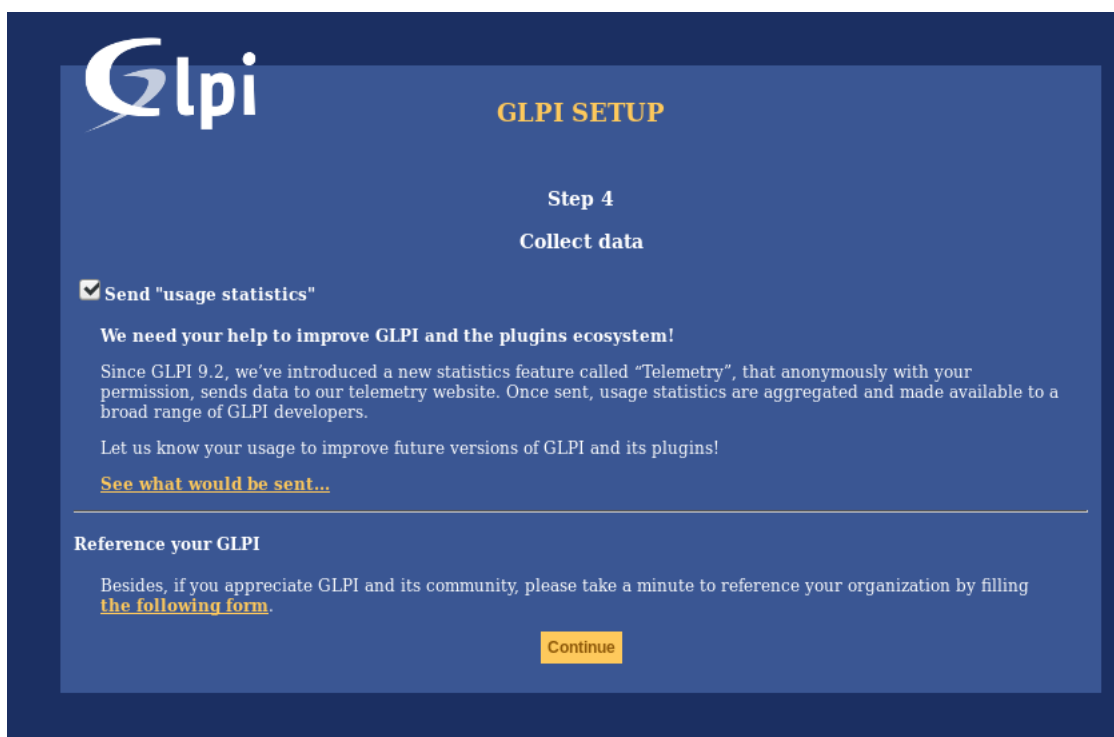 Glpi
GLPI SETUP
Step 4
Collect data
Send "usage statistics"
We need your help to improve GLPI and the plugins ecosystem!
Since GLPI 9.2, we’ve introduced a new statistics feature called “Telemetry”, that anonymously with your
permission, sends data to our telemetry website. Once sent, usage statistics are aggregated and made available to a
broad range of GLPI developers.
Let us know your usage to improve future versions of GLPI and its plugins!
See what would be sent...
Reference your GLPI
Besides, if you appreciate GLPI and its community, please take a minute to reference your organization by filling
the following form.
Continue